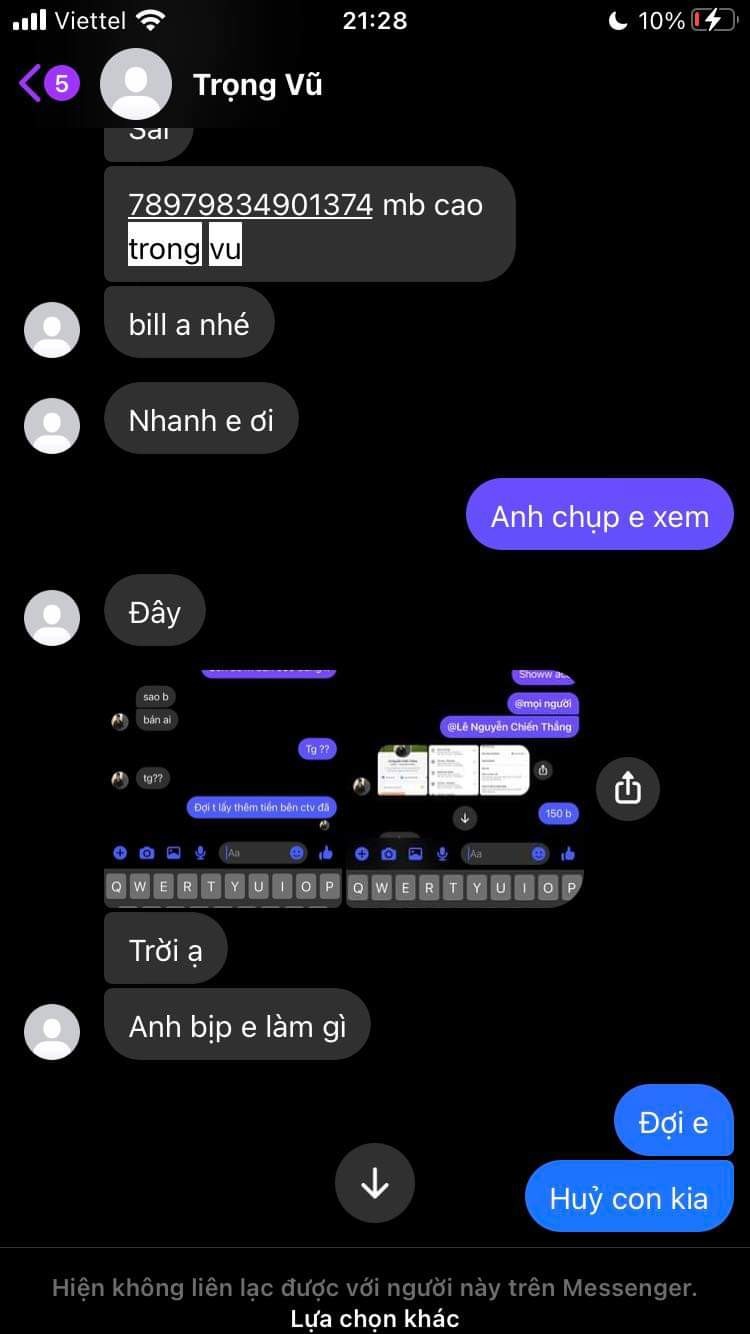 Viettel
21:28
10%
5
Trọng Vũ
Sai
78979834901374 mb cao
trong vu
bill a nhé
Nhanh e ơi
Anh chụp e xem
Đây
sao b
bán ai
Tg ??
tg??
Đợi t lấy thêm tiền bên ctv đã
Aa
Q W E R T Y U I O P
@mọi người
@Lê Nguyễn Chiến Thắng
150 b
Aa
Q W E R T Y U I O P
Trời ạ
Anh bịp e làm gì
Đợi e
Huỷ con kia
Hiện không liên lạc được với người này trên Messenger.
Lựa chọn khác